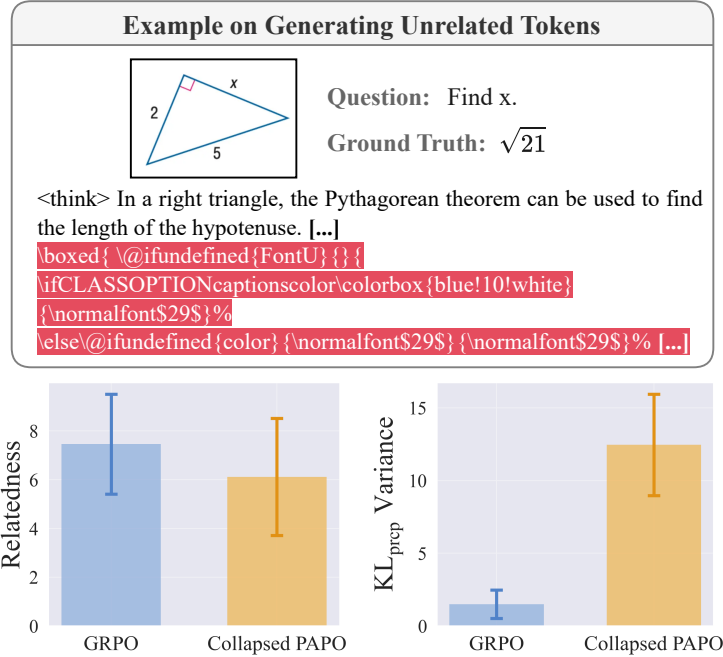 Example on Generating Unrelated Tokens
x
2
5
Question: Find x.
Ground Truth: √21
<think> In a right triangle, the Pythagorean theorem can be used to find
the length of the hypotenuse. [...]
\boxed{ \@ifundefined{FontU}{}{
\ifCLASSOPTIONcaptionscolor\colorbox{blue!10!white}
{\normalfont$29$}%
\else\@ifundefined{color}{\normalfont$29$}{\normalfont$29$}% [...]
Relatedness
8
6
4
2
0
GRPO
Collapsed PAPO
KLprcp Variance
15
10
5
0
GRPO
Collapsed PAPO